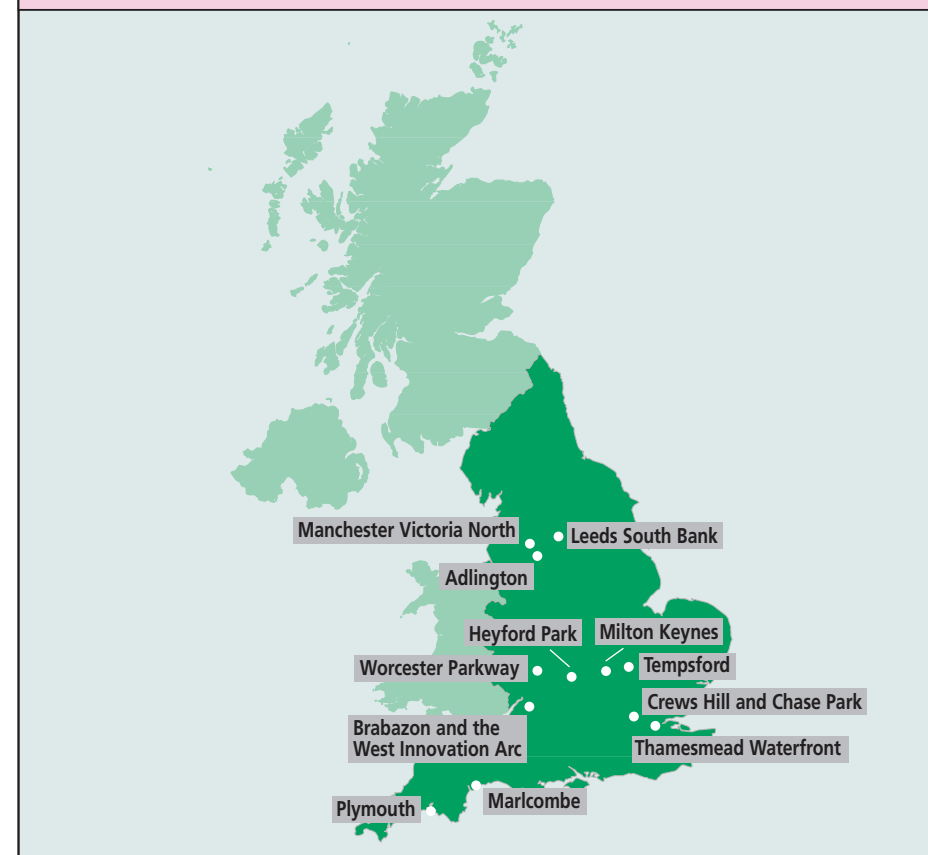 Manchester Victoria North
Leeds South Bank
Adlington
Heyford Park
Milton Keynes
Worcester Parkway
Tempsford
Crews Hill and Chase Park
Brabazon and the
West Innovation Arc
Thamesmead Waterfront
Marlcombe
Plymouth